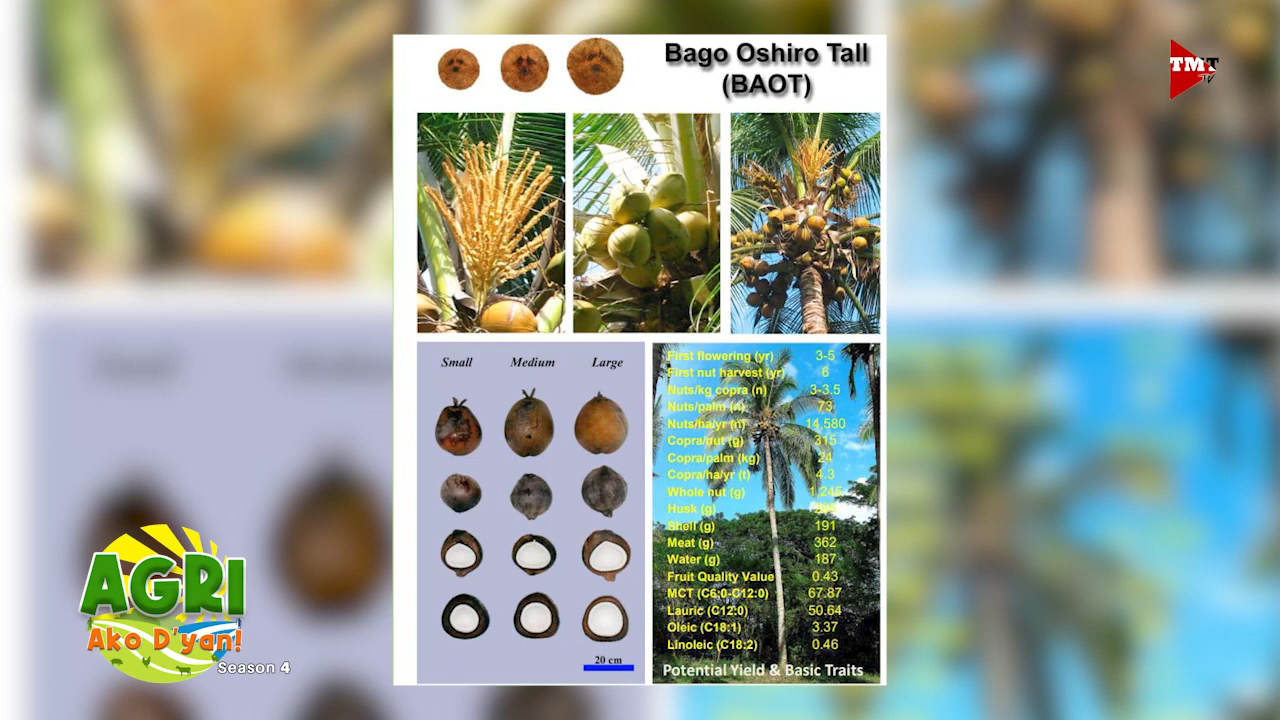 Bago Oshiro Tall
(BAOT)
TMT
TV
Small Medium Large
20 cm
First flowering (yr) 3-5
First nut harvest (yr) 6
Nuts/kg copra (n) 3-3.5
Nuts/palm (n) 73
Nuts/ha/yr (n) 14,580
Copra/nut (g) 315
Copra/palm (kg) 24
Copra/ha/yr (t) 4.3
Whole nut (g) 1,245
Husk (g)
Shell (g) 191
Meat (g) 362
Water (g) 187
Fruit Quality Value 0.43
MCT (C6:0-C12:0) 67.87
Lauric (C12:0) 50.64
Oleic (C18:1) 3.37
Linoleic (C18:2) 0.46
Potential Yield & Basic Traits
AGRI
Ako D'yan!
Season 4